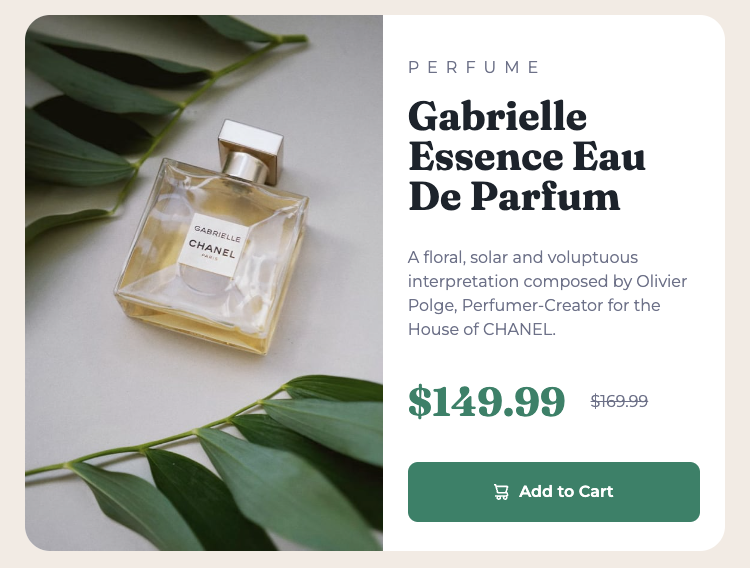 GABRIELLE
CHANEL
PARIS
PERFUME
Gabrielle
Essence Eau
De Parfum
A floral, solar and voluptuous
interpretation composed by Olivier
Polge, Perfumer-Creator for the
House of CHANEL.
$149.99 $169.99
Add to Cart